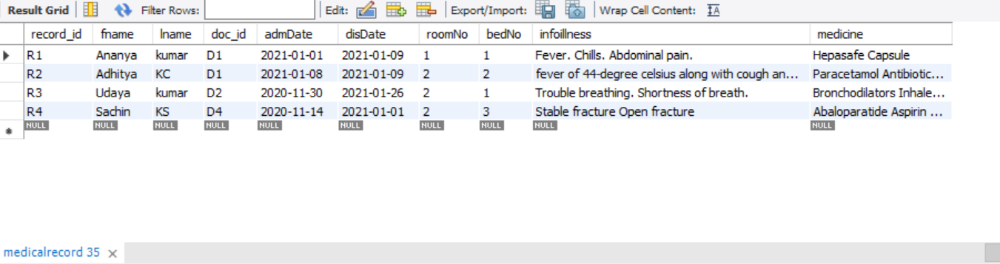 Result Grid Filter Rows: Edit: Export/Import: Wrap Cell Content: IA
record_id fname lname doc_id admDate disDate roomNo bedNo infoillness medicine
R1 Ananya kumar D1 2021-01-01 2021-01-09 1 1 Fever. Chills. Abdominal pain. Hepasafe Capsule
R2 Adhitya KC D1 2021-01-08 2021-01-09 2 2 fever of 44-degree celsius along with cough an... Paracetamol Antibiotic...
R3 Udaya kumar D2 2020-11-30 2021-01-26 2 1 Trouble breathing. Shortness of breath. Bronchodilators Inhale...
R4 Sachin KS D4 2020-11-14 2021-01-01 2 3 Stable fracture Open fracture Abaloparatide Aspirin ...
NULL NULL NULL NULL NULL NULL NULL NULL NULL NULL
medicalrecord 35